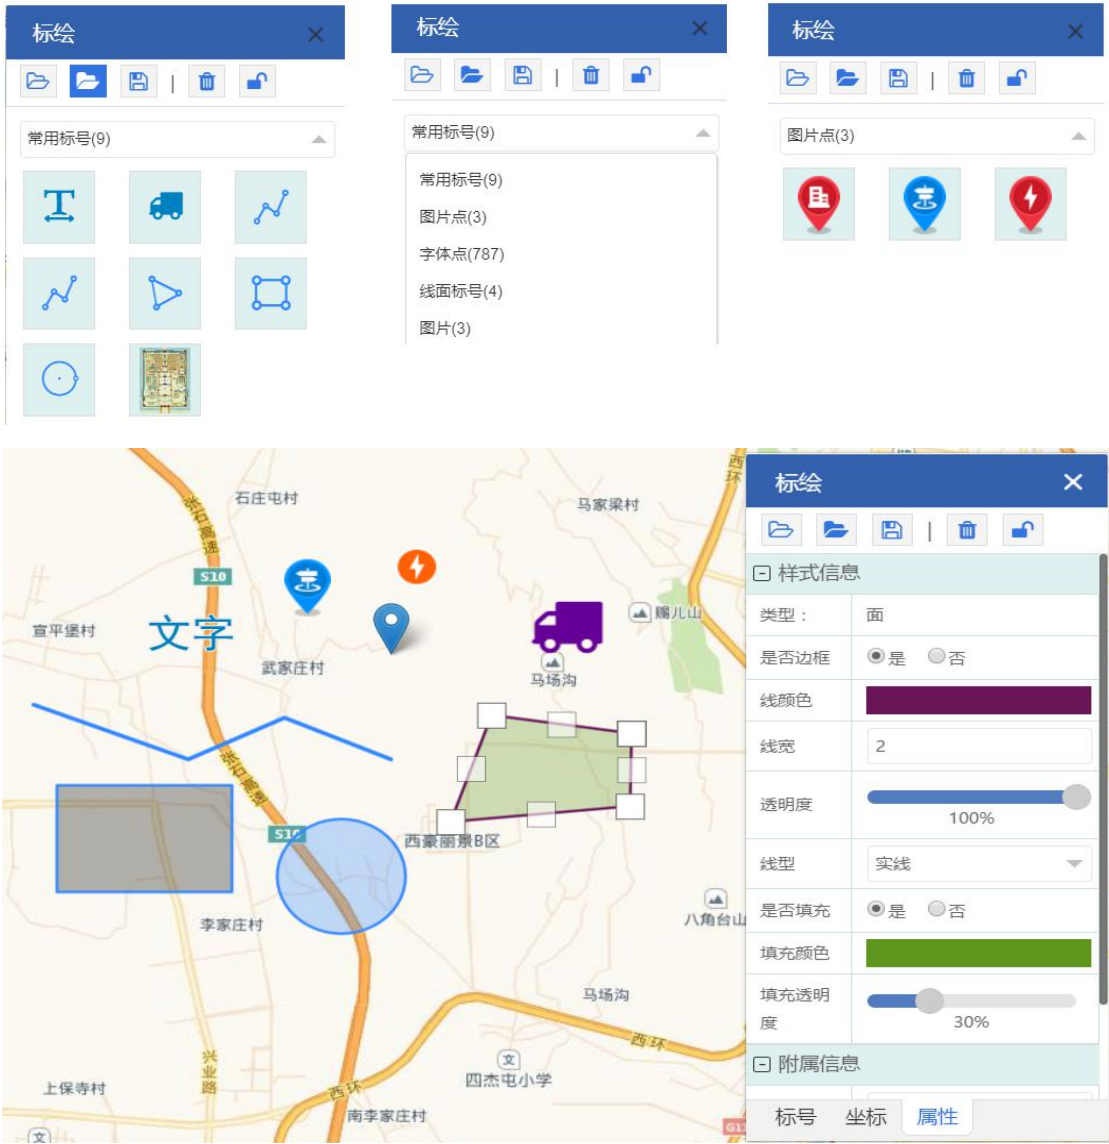 标绘
常用标号(9)
标绘
常用标号(9)
常用标号(9)
图片点(3)
字体点(787)
线面标号(4)
图片(3)
标绘
图片点(3)
西环
石庄屯村
马家梁村
张石高速
S10
赐儿山
宣平堡村
文字
武家庄村
马场沟
张石高速
S10
西豪丽景B区
李家庄村
八角台山
马场沟
西环
兴业路
文
四杰屯小学
上保寺村
西环
南李家庄村
文
标绘
样式信息
类型：
面
是否边框
是
否
线颜色
线宽
2
透明度
100%
线型
实线
是否填充
是
否
填充颜色
填充透明
度
30%
附属信息
标号
坐标
属性